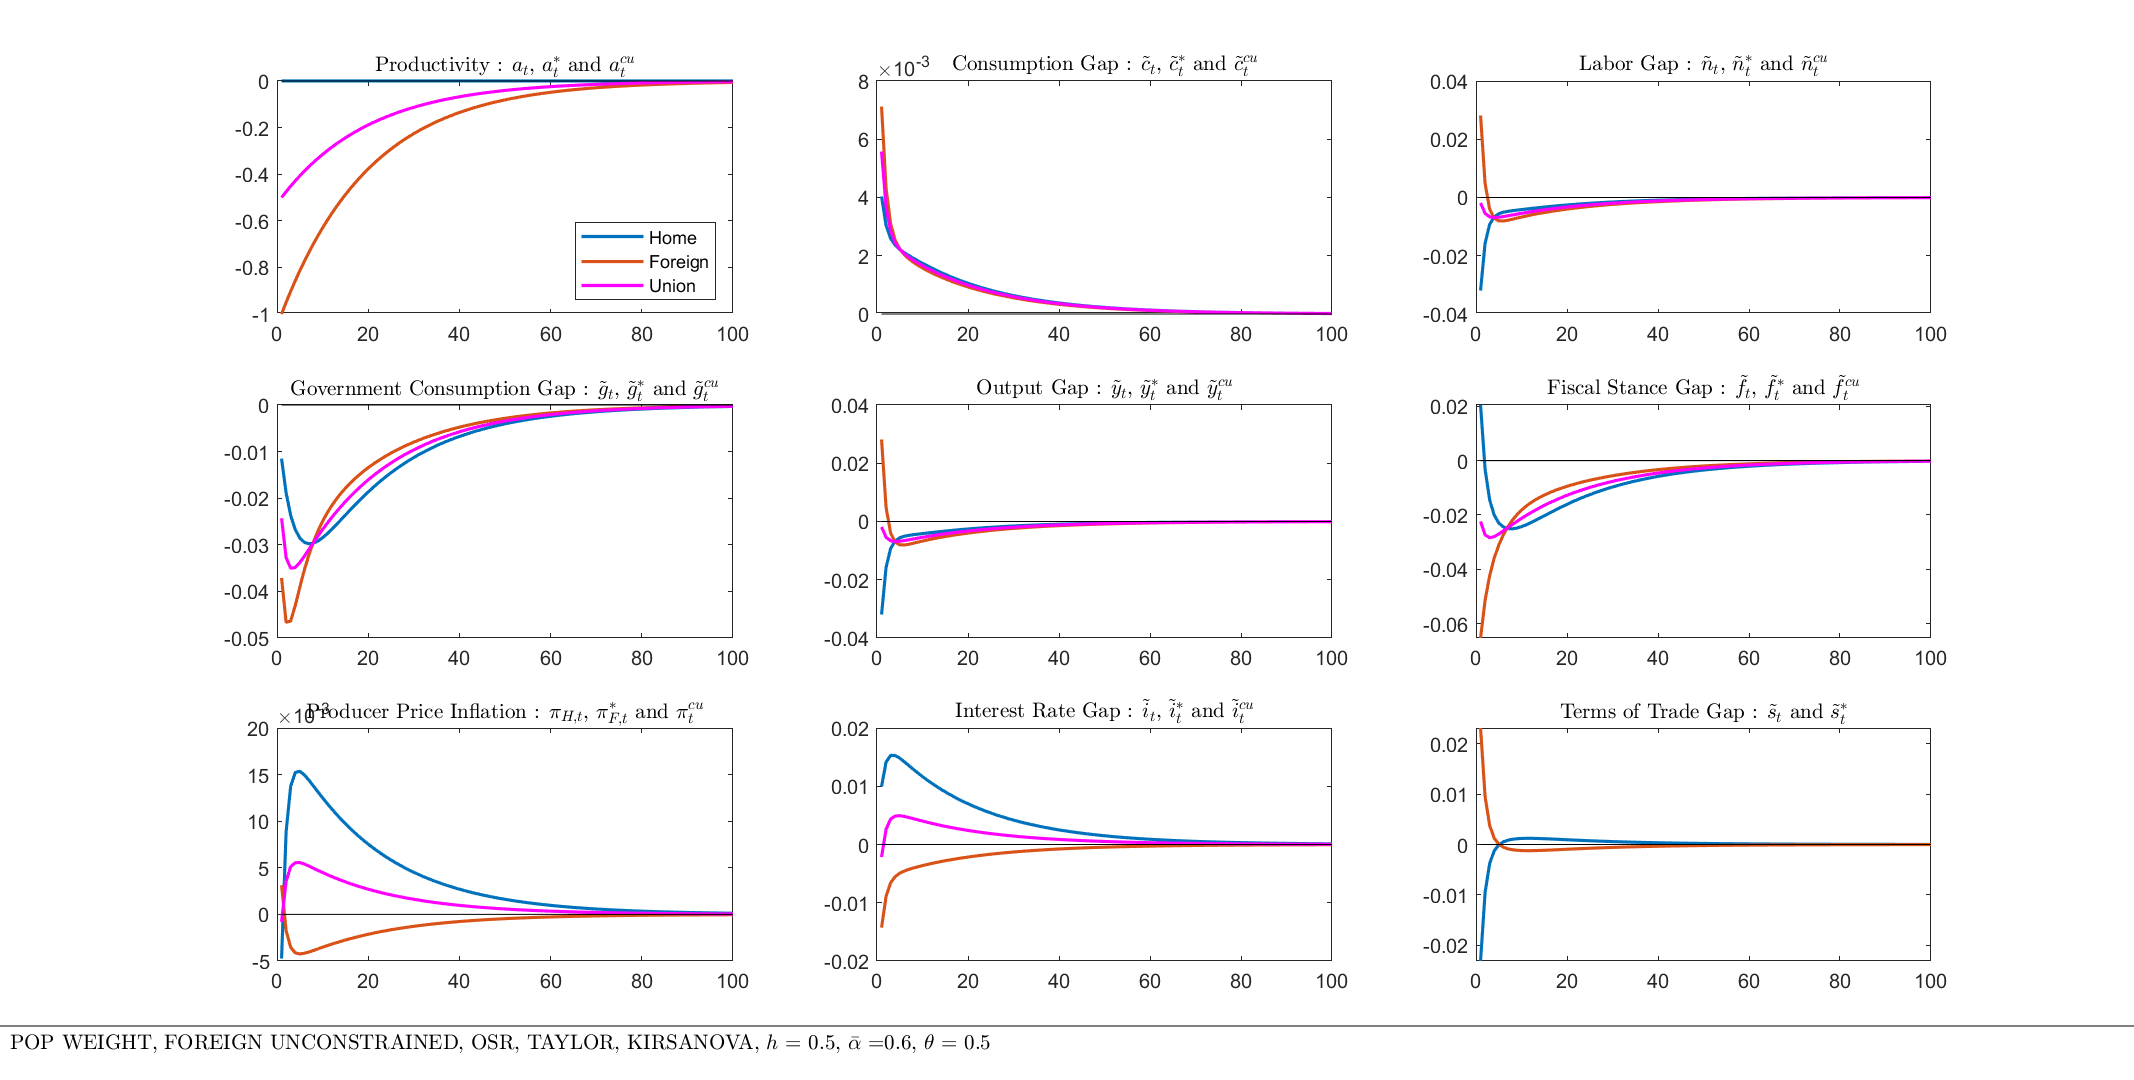 Productivity : a_t, a_t^* and a_t^{cu}
0
-0.2
-0.4
-0.6
-0.8
-1
0 20 40 60 80 100
Home
Foreign
Union
×10^{-3}
Consumption Gap : c̃_t, c̃_t^* and c̃_t^{cu}
8
6
4
2
0
0 20 40 60 80 100
Labor Gap : ñ_t, ñ_t^* and ñ_t^{cu}
0.04
0.02
0
-0.02
-0.04
0 20 40 60 80 100
Government Consumption Gap : g̃_t, g̃_t^* and g̃_t^{cu}
0
-0.01
-0.02
-0.03
-0.04
-0.05
0 20 40 60 80 100
Output Gap : ỹ_t, ỹ_t^* and ỹ_t^{cu}
0.04
0.02
0
-0.02
-0.04
0 20 40 60 80 100
Fiscal Stance Gap : f̃_t, f̃_t^* and f̃_t^{cu}
0.02
0
-0.02
-0.04
-0.06
0 20 40 60 80 100
×10^{-3}
Producer Price Inflation : π_{H,t}, π_{F,t}^* and π_t^{cu}
20
15
10
5
0
-5
0 20 40 60 80 100
Interest Rate Gap : ĩ_t, ĩ_t^* and ĩ_t^{cu}
0.02
0.01
0
-0.01
-0.02
0 20 40 60 80 100
Terms of Trade Gap : s̃_t and s̃_t^*
0.02
0.01
0
-0.01
-0.02
0 20 40 60 80 100
POP WEIGHT, FOREIGN UNCONSTRAINED, OSR, TAYLOR, KIRSANOVA, h = 0.5, ᾱ =0.6, θ = 0.5